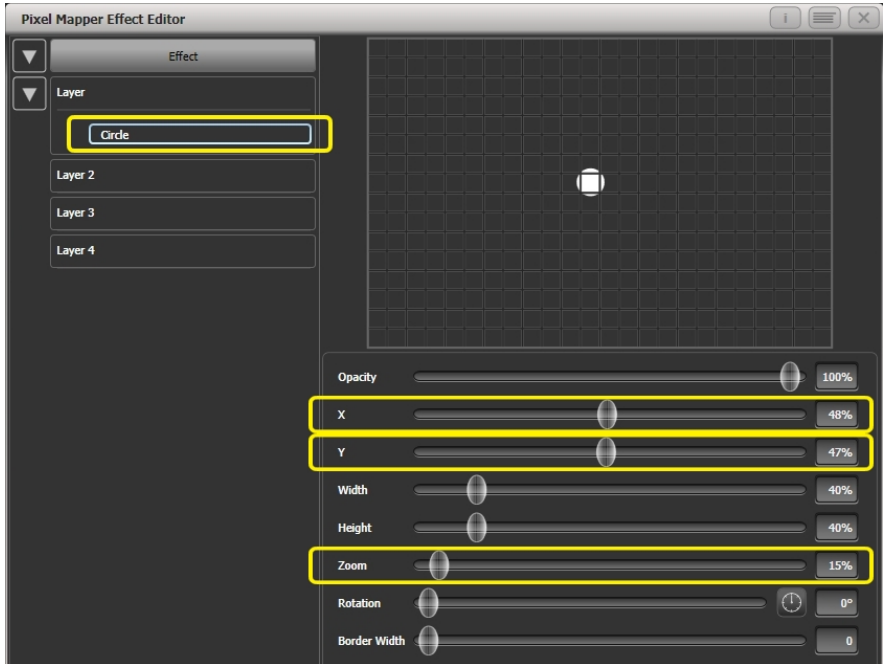 Pixel Mapper Effect Editor
i
Effect
Layer
Circle
Layer 2
Layer 3
Layer 4
Opacity 100%
X 48%
Y 47%
Width 40%
Height 40%
Zoom 15%
Rotation 0°
Border Width 0